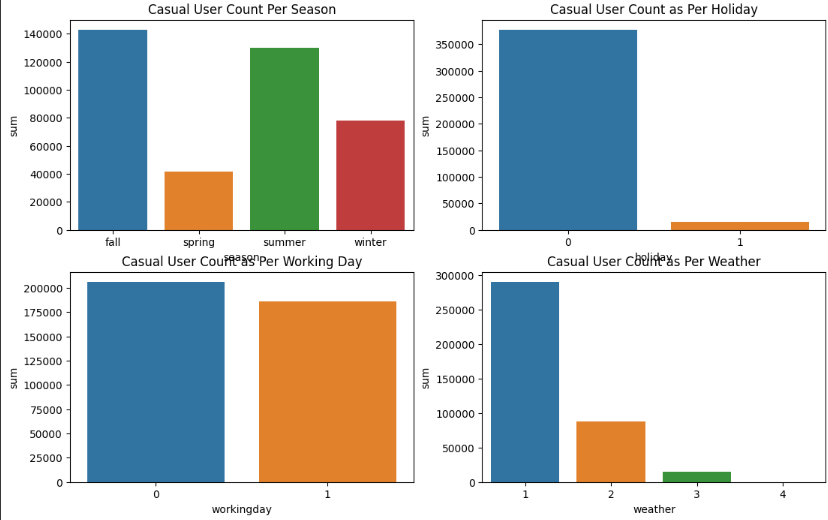 Casual User Count Per Season
140000
120000
100000
80000
60000
40000
20000
0
sum
fall spring summer winter
season
Casual User Count as Per Holiday
350000
300000
250000
200000
150000
100000
50000
0
sum
0 1
holiday
Casual User Count as Per Working Day
200000
175000
150000
125000
100000
75000
50000
25000
0
sum
0 1
workingday
Casual User Count as Per Weather
300000
250000
200000
150000
100000
50000
0
sum
1 2 3 4
weather